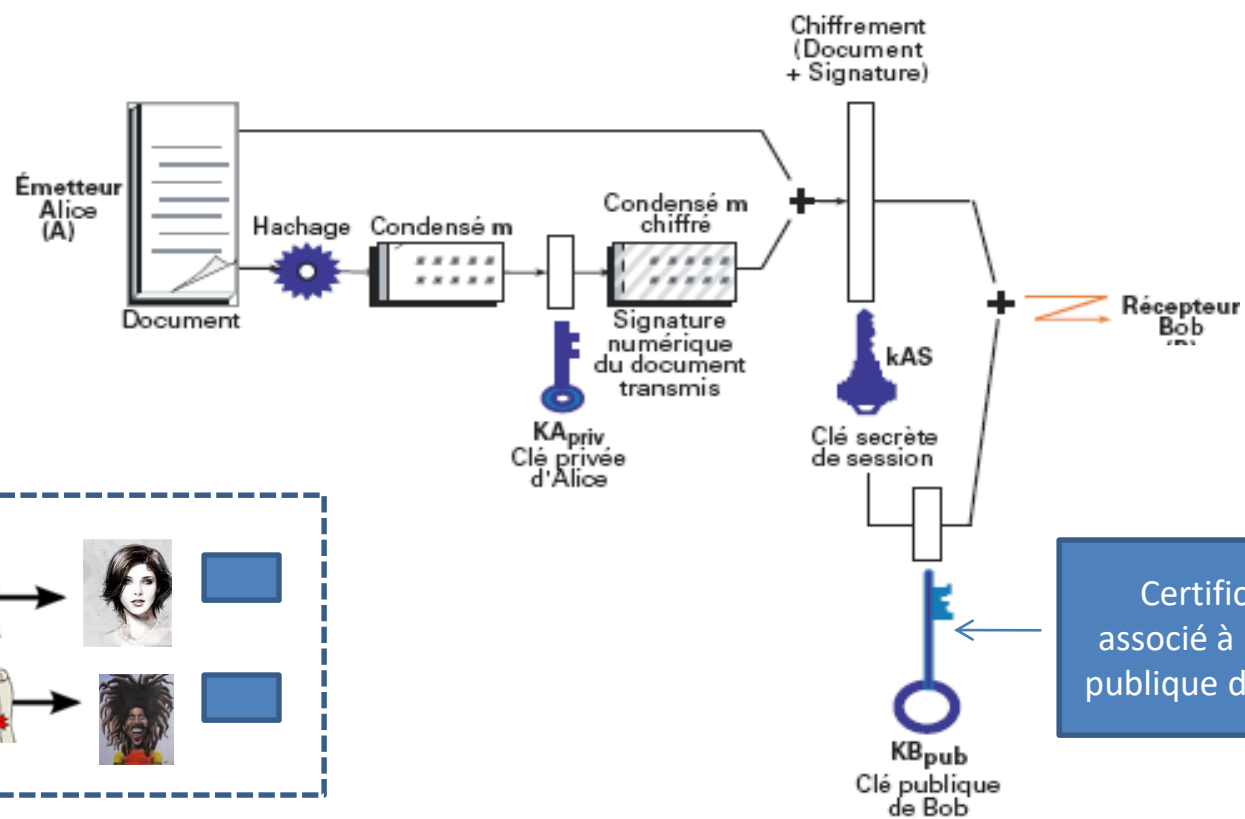 Chiffrement
(Document
+ Signature)
Émetteur
Alice
(A)
Document
Hachage
Condensé m
Condensé m
chiffré
Signature
numérique
du document
transmis
KApriv
Clé privée
d'Alice
kAS
Clé secrète
de session
Récepteur
Bob
associé à
publique
KBpub
Clé publique
de Bob